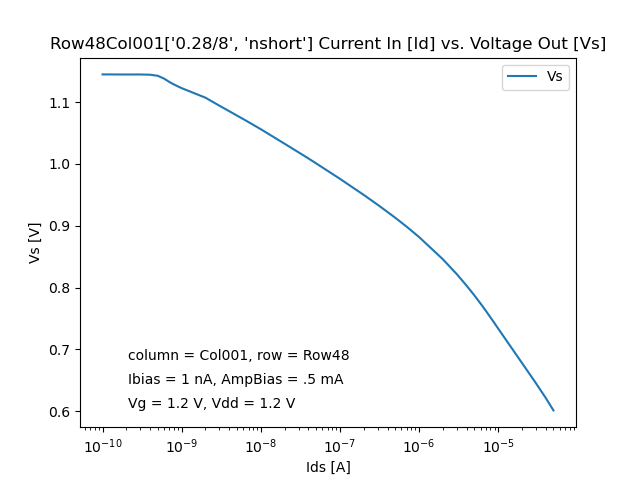 Row48Col001['0.28/8', 'nshort'] Current In [Id] vs. Voltage Out [Vs]
Vs
1.1
1.0
0.9
0.8
0.7
0.6
Vs [V]
column = Col001, row = Row48
Ibias = 1 nA, AmpBias = .5 mA
Vg = 1.2 V, Vdd = 1.2 V
10⁻¹⁰ 10⁻⁹ 10⁻⁸ 10⁻⁷ 10⁻⁶ 10⁻⁵
Ids [A]